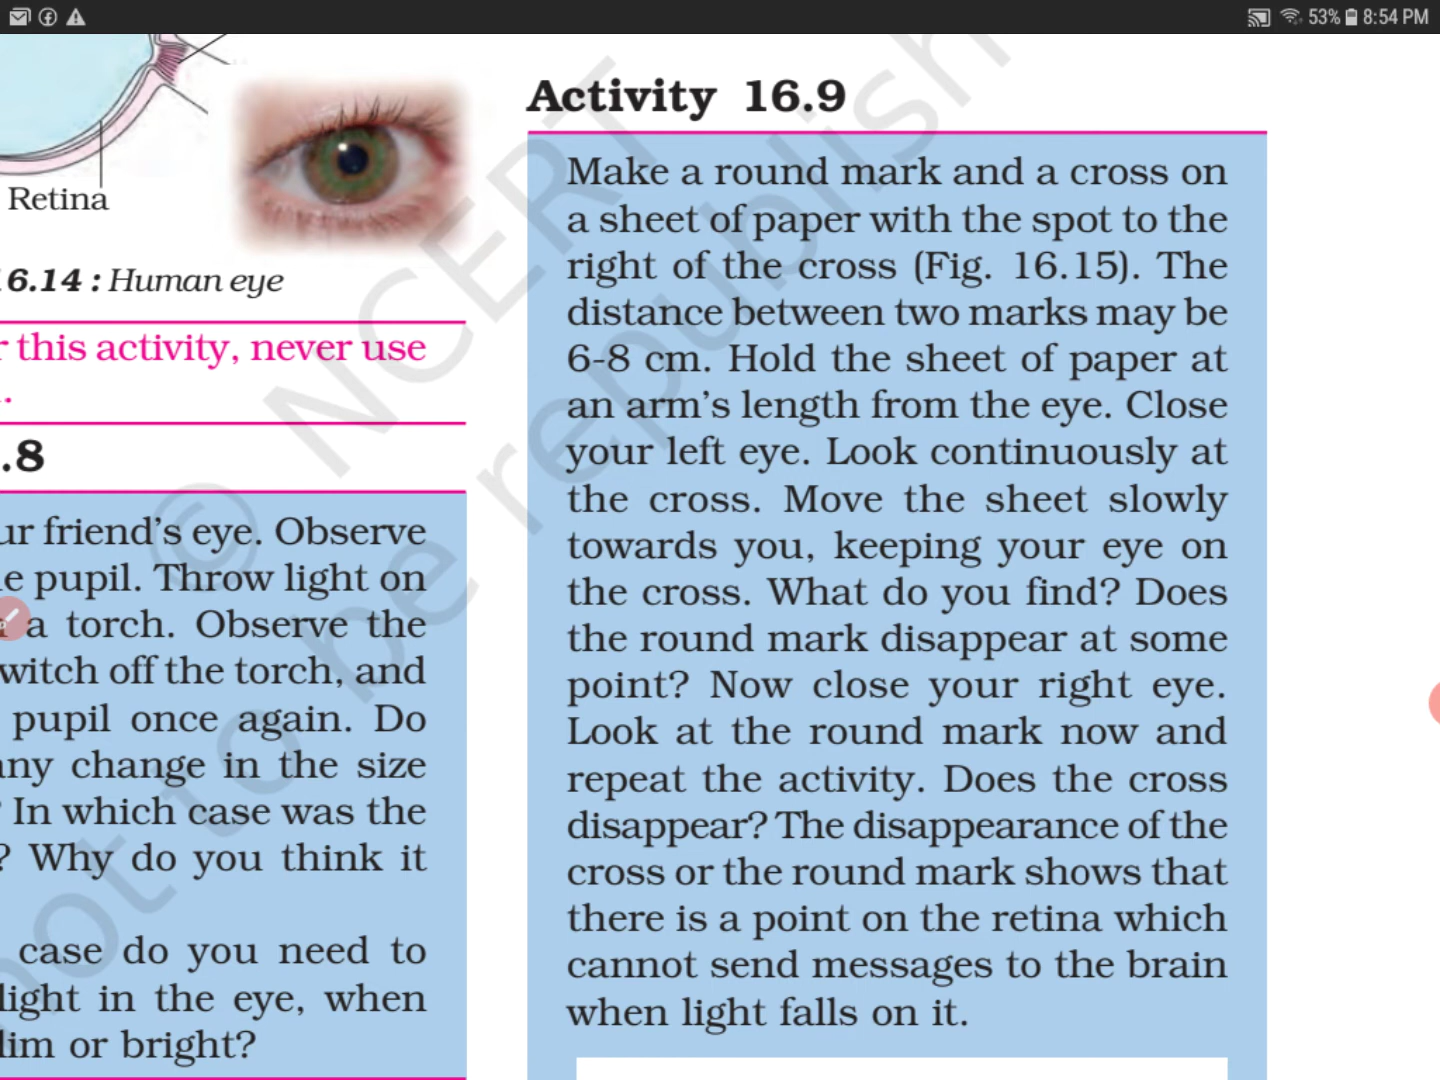 53% 8:54 PM
Retina
16.14 : Human eye
this activity, never use
.8
friend's eye. Observe
pupil. Throw light on
a torch. Observe the
witch off the torch, and
pupil once again. Do
any change in the size
In which case was the
? Why do you think it
case do you need to
light in the eye, when
dim or bright?
Activity 16.9
Make a round mark and a cross on
a sheet of paper with the spot to the
right of the cross (Fig. 16.15). The
distance between two marks may be
6-8 cm. Hold the sheet of paper at
an arm's length from the eye. Close
your left eye. Look continuously at
the cross. Move the sheet slowly
towards you, keeping your eye on
the cross. What do you find? Does
the round mark disappear at some
point? Now close your right eye.
Look at the round mark now and
repeat the activity. Does the cross
disappear? The disappearance of the
cross or the round mark shows that
there is a point on the retina which
cannot send messages to the brain
when light falls on it.
© NCERT
not to be republish